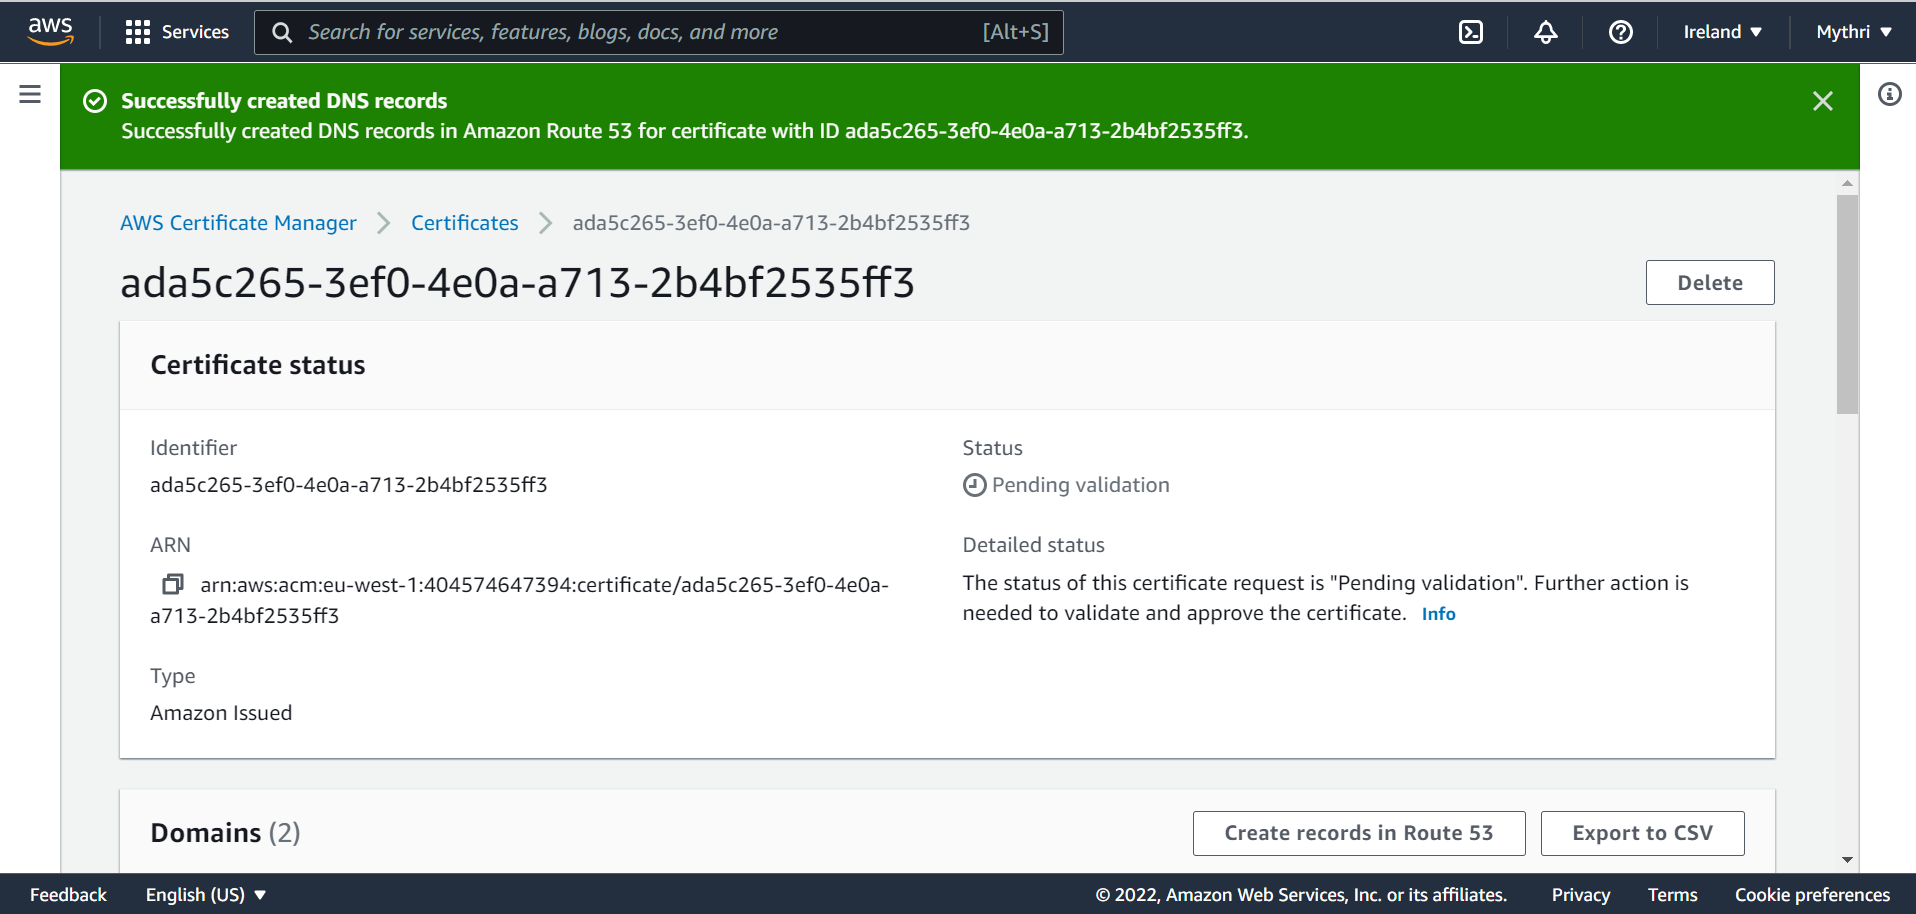 aws
Services
Search for services, features, blogs, docs, and more [Alt+S]
Ireland ▼
Mythri ▼
Successfully created DNS records
Successfully created DNS records in Amazon Route 53 for certificate with ID ada5c265-3ef0-4e0a-a713-2b4bf2535ff3.
AWS Certificate Manager > Certificates > ada5c265-3ef0-4e0a-a713-2b4bf2535ff3
ada5c265-3ef0-4e0a-a713-2b4bf2535ff3
Delete
Certificate status
Identifier
ada5c265-3ef0-4e0a-a713-2b4bf2535ff3
ARN
arn:aws:acm:eu-west-1:404574647394:certificate/ada5c265-3ef0-4e0a-
a713-2b4bf2535ff3
Type
Amazon Issued
Status
Pending validation
Detailed status
The status of this certificate request is "Pending validation". Further action is
needed to validate and approve the certificate. Info
Domains (2)
Create records in Route 53
Export to CSV
Feedback
English (US) ▼
© 2022, Amazon Web Services, Inc. or its affiliates.
Privacy
Terms
Cookie preferences